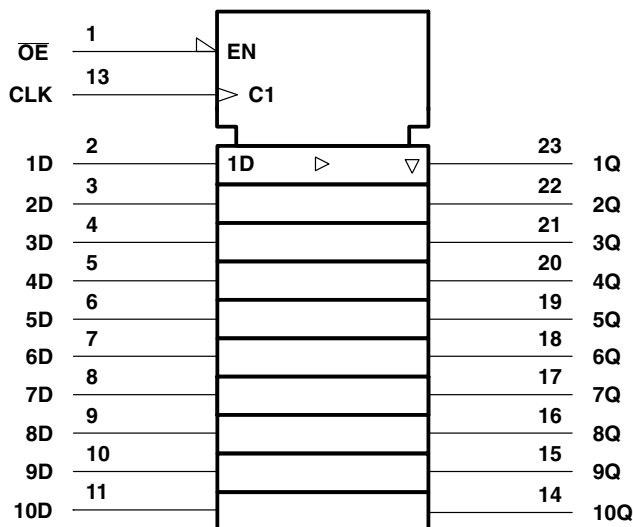 OE 1 EN
CLK 13 C1
1D 2 1D 23 1Q
2D 3 22 2Q
3D 4 21 3Q
4D 5 20 4Q
5D 6 19 5Q
6D 7 18 6Q
7D 8 17 7Q
8D 9 16 8Q
9D 10 15 9Q
10D 11 14 10Q